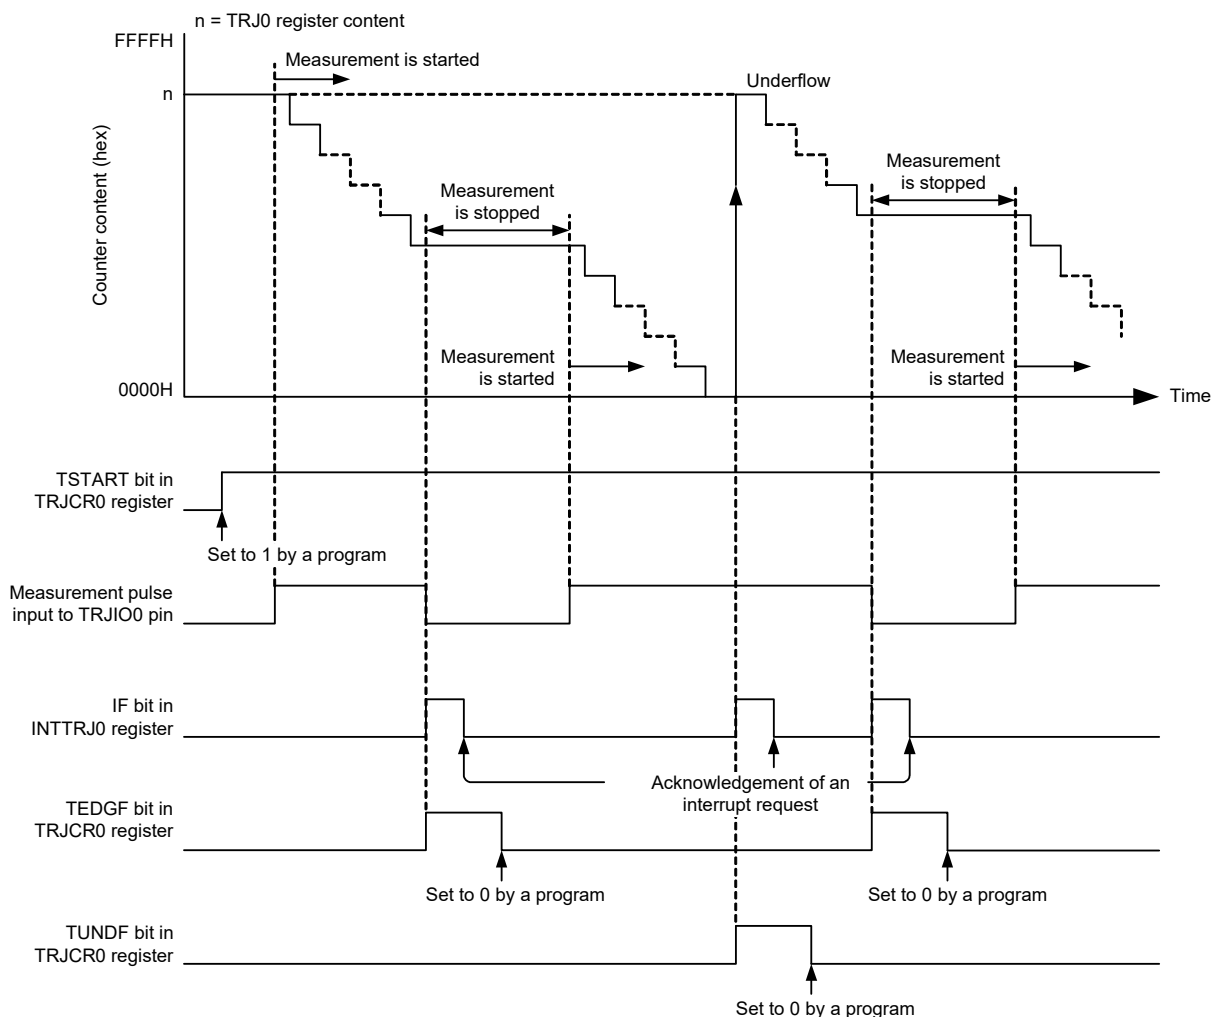 n = TRJ0 register content
FFFFH
Measurement is started
n
Underflow
Counter content (hex)
Measurement
is stopped
Measurement
is stopped
Measurement
is started
Measurement
is started
0000H
Time
TSTART bit in
TRJCR0 register
Set to 1 by a program
Measurement pulse
input to TRJIO0 pin
IF bit in
INTTRJ0 register
Acknowledgement of an
interrupt request
TEDGF bit in
TRJCR0 register
Set to 0 by a program
Set to 0 by a program
TUNDF bit in
TRJCR0 register
Set to 0 by a program